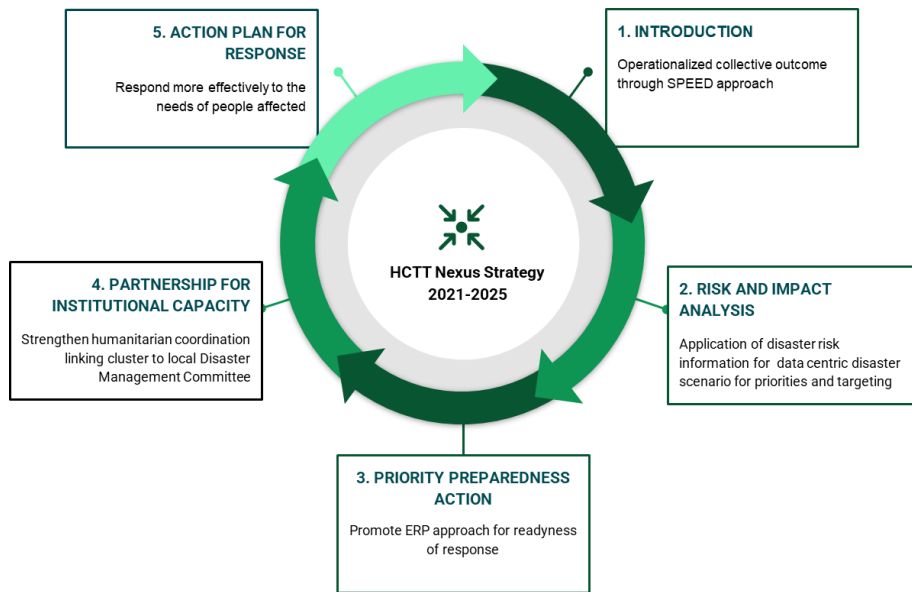 1. INTRODUCTION
Operationalized collective outcome
through SPEED approach
2. RISK AND IMPACT
ANALYSIS
Application of disaster risk
information for data centric disaster
scenario for priorities and targeting
3. PRIORITY PREPAREDNESS
ACTION
Promote ERP approach for readyness
of response
4. PARTNERSHIP FOR
INSTITUTIONAL CAPACITY
Strengthen humanitarian coordination
linking cluster to local Disaster
Management Committee
5. ACTION PLAN FOR
RESPONSE
Respond more effectively to the
needs of people affected
HCTT Nexus Strategy
2021-2025